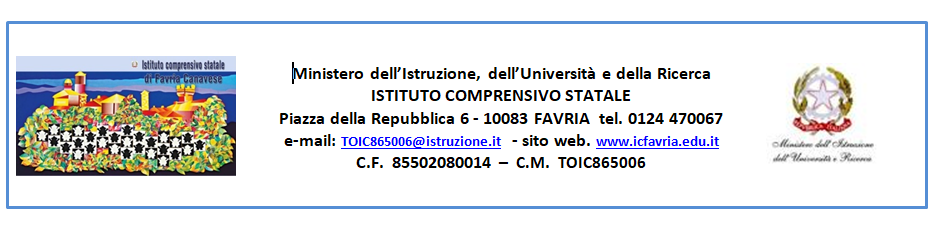 Istituto comprensivo statale
di Favria Canavese
Ministero dell'Istruzione, dell'Università e della Ricerca
ISTITUTO COMPRENSIVO STATALE
Piazza della Repubblica 6 - 10083 FAVRIA tel. 0124 470067
e-mail: TOIC865006@istruzione.it - sito web. www.icfavria.edu.it
C.F. 85502080014 – C.M. TOIC865006
Ministero dell'Istruzione
dell'Università e Ricerca